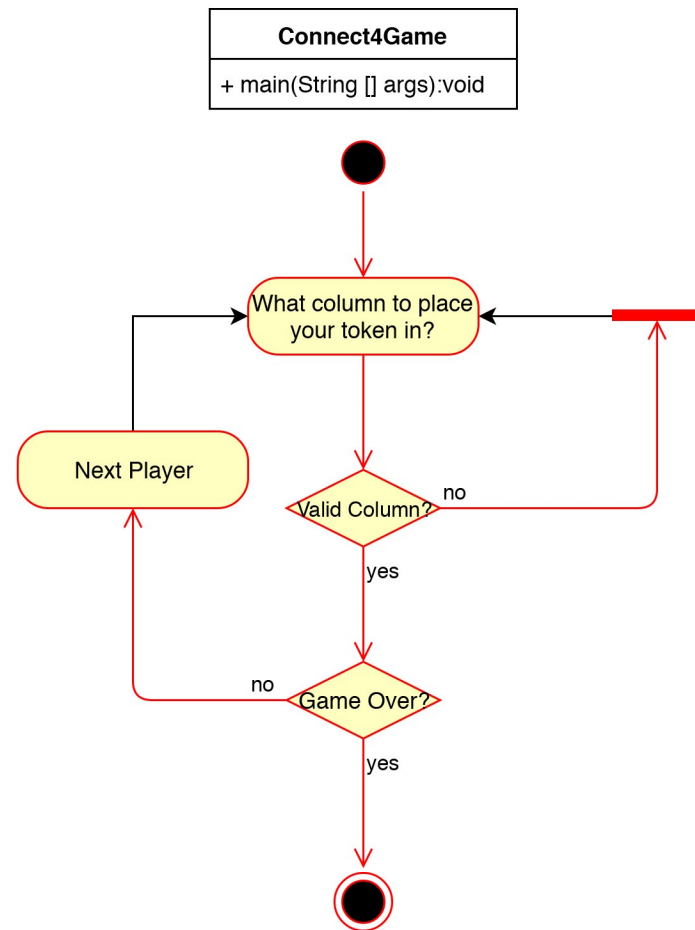 Connect4Game
+ main(String [] args):void
What column to place
your token in?
Next Player
Valid Column?
no
yes
Game Over?
no
yes